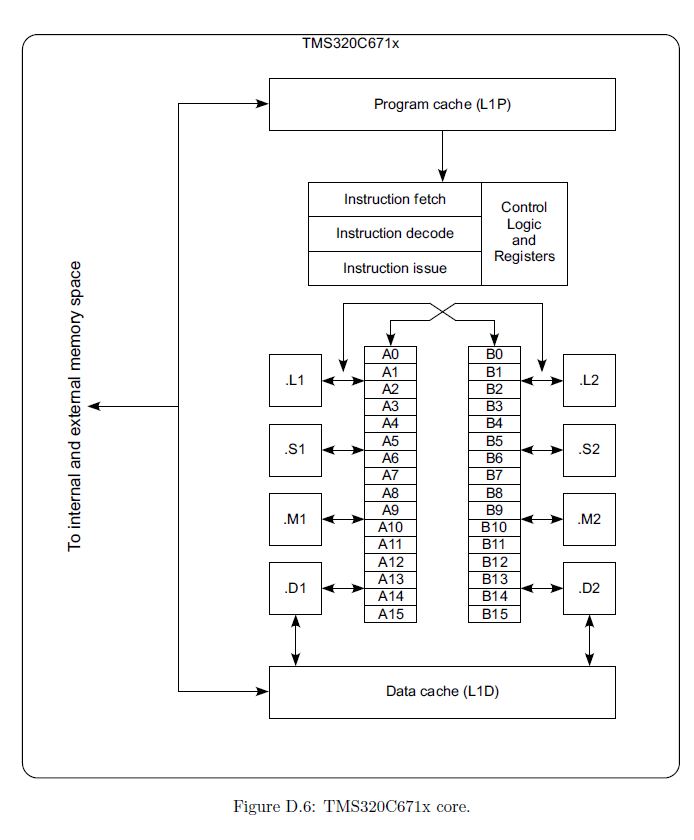 TMS320C671x
Program cache (L1P)
Instruction fetch
Instruction decode
Instruction issue
Control
Logic
and
Registers
To internal and external memory space
.L1
.S1
.M1
.D1
A0
A1
A2
A3
A4
A5
A6
A7
A8
A9
A10
A11
A12
A13
A14
A15
B0
B1
B2
B3
B4
B5
B6
B7
B8
B9
B10
B11
B12
B13
B14
B15
.L2
.S2
.M2
.D2
Data cache (L1D)
Figure D.6: TMS320C671x core.